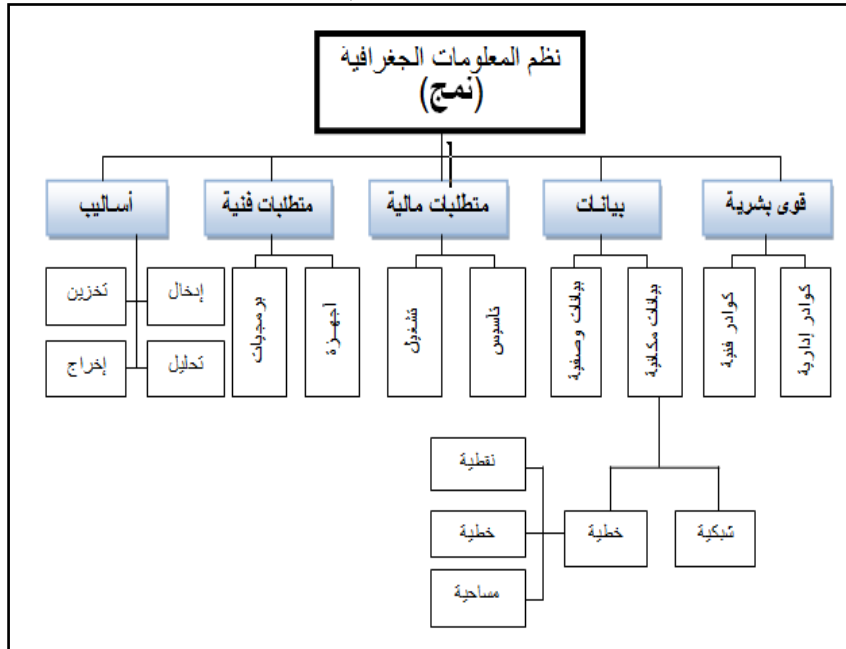 نظم المعلومات الجغرافية
(نمج)
قوى بشرية
بيانات
متطلبات مالية
متطلبات فنية
أساليب
كوادر إدارية
كوادر فنية
بيانات مكانية
بيانات وصفية
تأسيس
تشغيل
أجهزة
برمجيات
إدخال
تخزين
تحليل
إخراج
شبكية
خطية
نقطية
خطية
مساحية